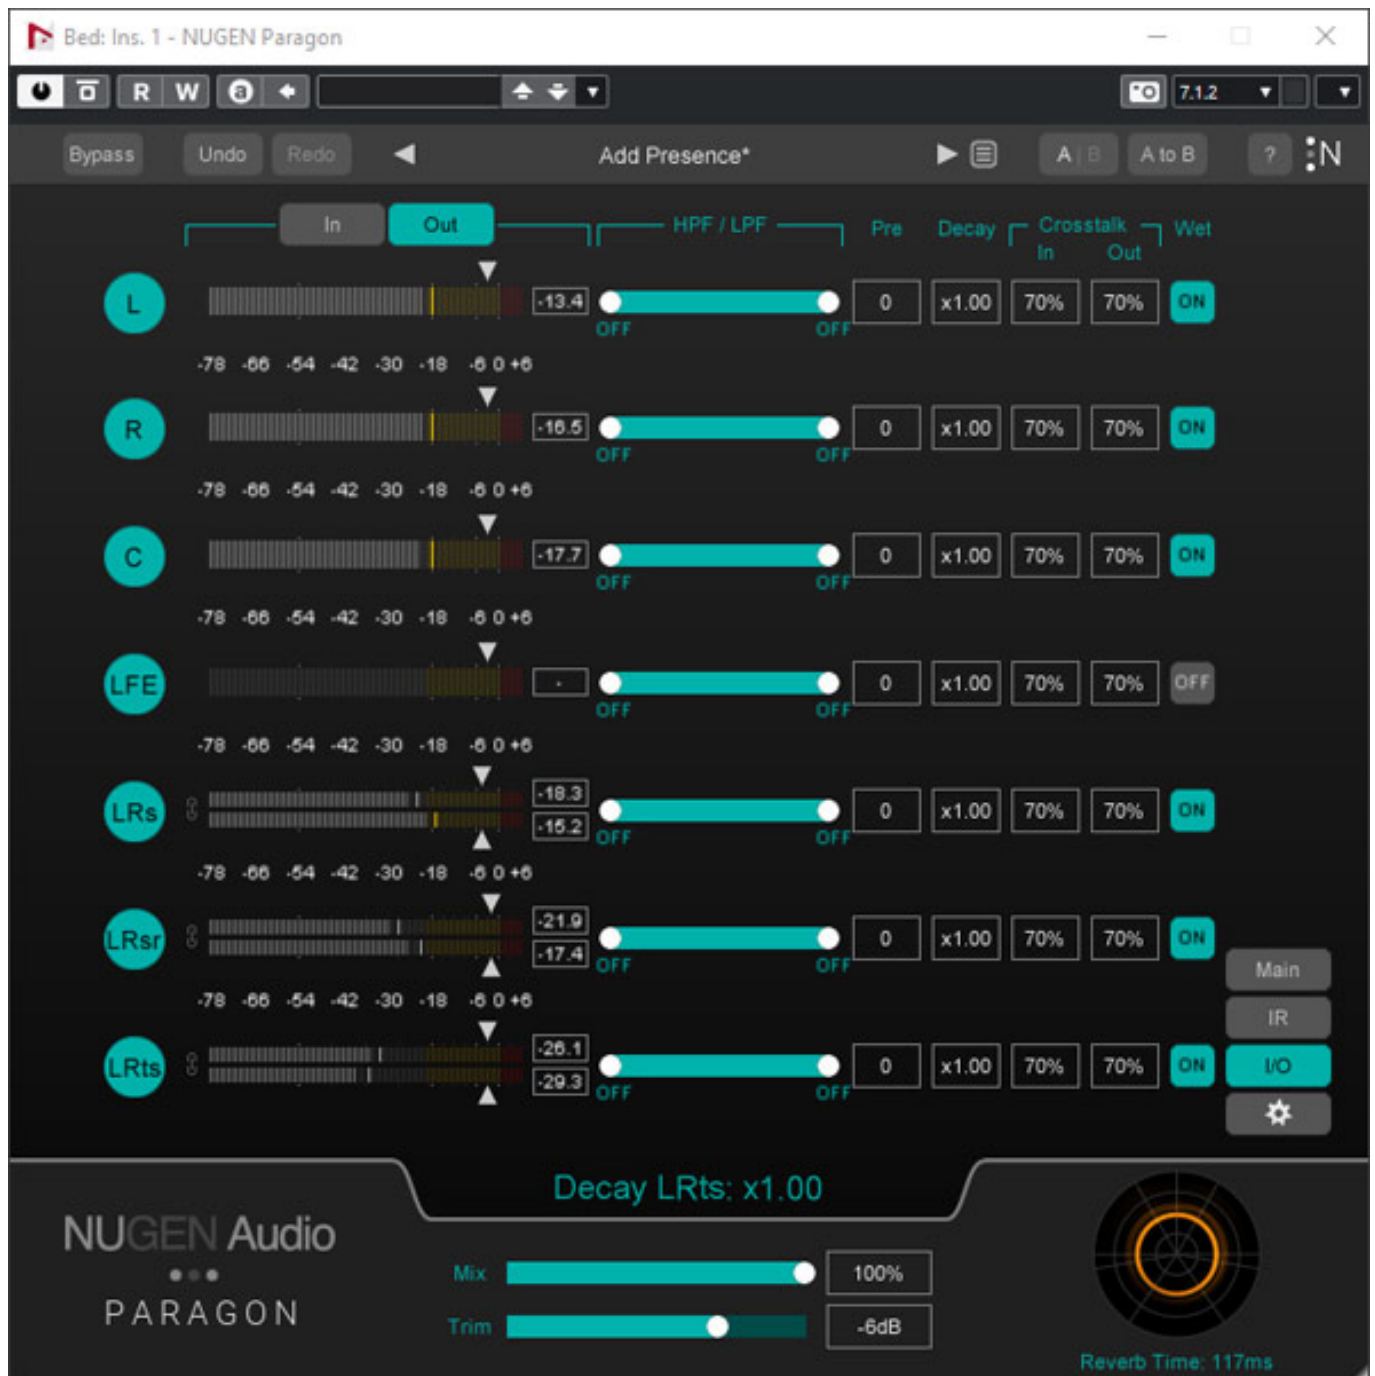 Bed: Ins. 1 - NUGEN Paragon
R W a 7.1.2
Bypass Undo Redo Add Presence* A | B A to B ? :N
In Out HPF / LPF Pre Decay Crosstalk Wet
In Out
L -13.4 0 x1.00 70% 70% ON
OFF OFF
-78 -66 -54 -42 -30 -18 -6 0 +6
R -16.5 0 x1.00 70% 70% ON
OFF OFF
-78 -66 -54 -42 -30 -18 -6 0 +6
C -17.7 0 x1.00 70% 70% ON
OFF OFF
-78 -66 -54 -42 -30 -18 -6 0 +6
LFE - 0 x1.00 70% 70% OFF
OFF OFF
-78 -66 -54 -42 -30 -18 -6 0 +6
-18.3
LRs 0 x1.00 70% 70% ON
-15.2
OFF OFF
-78 -66 -54 -42 -30 -18 -6 0 +6
-21.9
LRsr 0 x1.00 70% 70% ON
-17.4
OFF OFF
Main
-78 -66 -54 -42 -30 -18 -6 0 +6
IR
-26.1
LRts 0 x1.00 70% 70% ON I/O
-29.3
OFF OFF
Decay LRts: x1.00
NUGEN Audio
Mix 100%
PARAGON
Trim -6dB
Reverb Time: 117ms